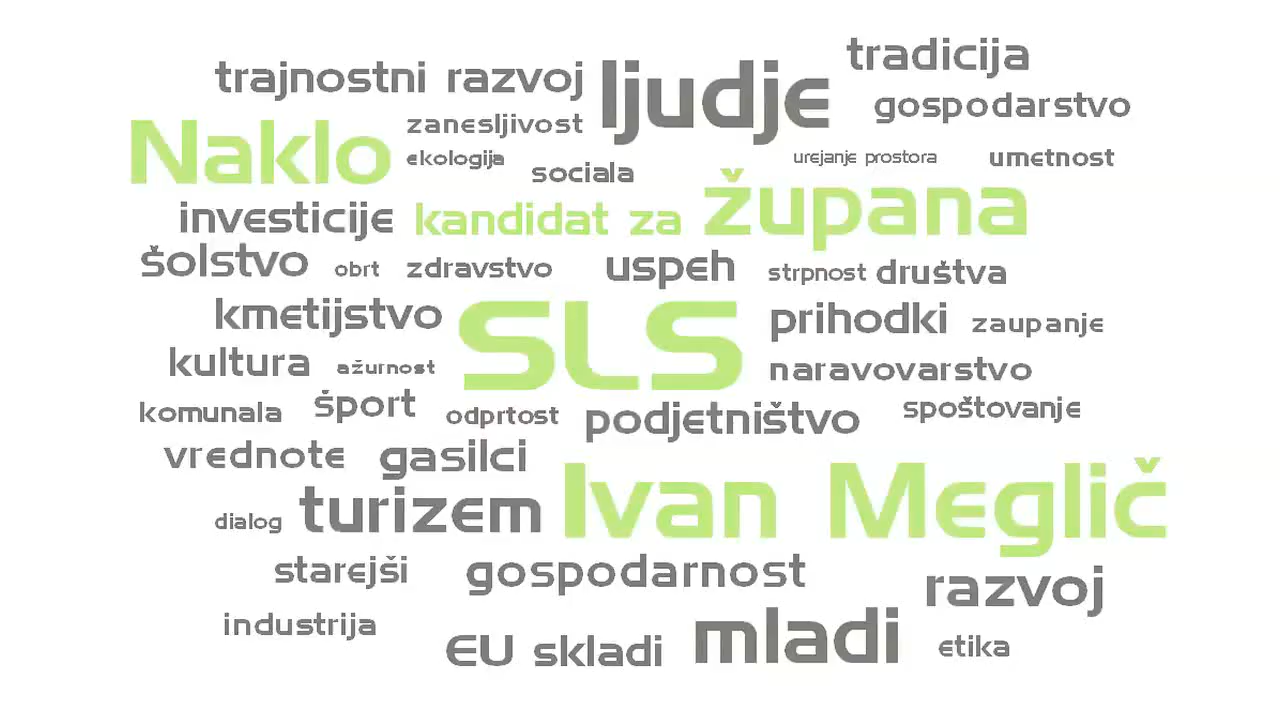 tradicija
trajnostni razvoj ljudje
gospodarstvo
Naklo zanesljivost
ekologija sociala urejanje prostora umetnost
investicije kandidat za župana
šolstvo obrt zdravstvo uspeh strpnost društva
kmetijstvo SLS prihodki zaupanje
kultura ažurnost naravovarstvo
komunala šport odprtost podjetništvo spoštovanje
vrednote gasilci
dialog turizem Ivan Meglič
starejši gospodarnost razvoj
industrija EU skladi mladi etika